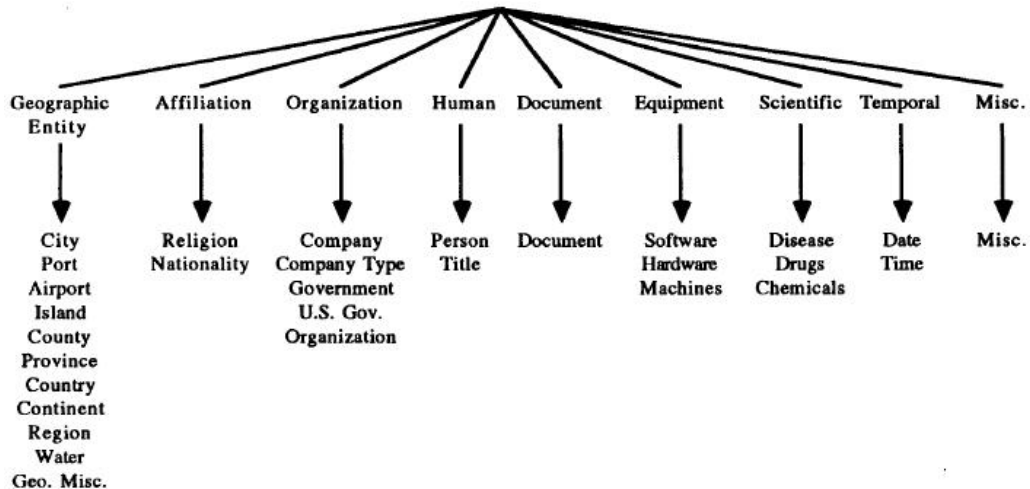 Geographic Entity
Affiliation
Organization
Human
Document
Equipment
Scientific
Temporal
Misc.
City
Port
Airport
Island
County
Province
Country
Continent
Region
Water
Geo. Misc.
Religion
Nationality
Company
Company Type
Government
U.S. Gov.
Organization
Person
Title
Document
Software
Hardware
Machines
Disease
Drugs
Chemicals
Date
Time
Misc.